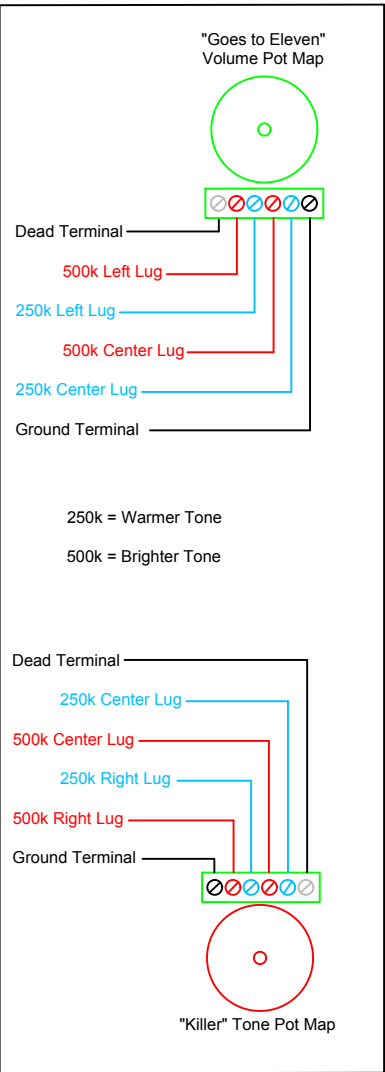 "Goes to Eleven"
Volume Pot Map
Dead Terminal
500k Left Lug
250k Left Lug
500k Center Lug
250k Center Lug
Ground Terminal
250k = Warmer Tone
500k = Brighter Tone
Dead Terminal
250k Center Lug
500k Center Lug
250k Right Lug
500k Right Lug
Ground Terminal
"Killer" Tone Pot Map